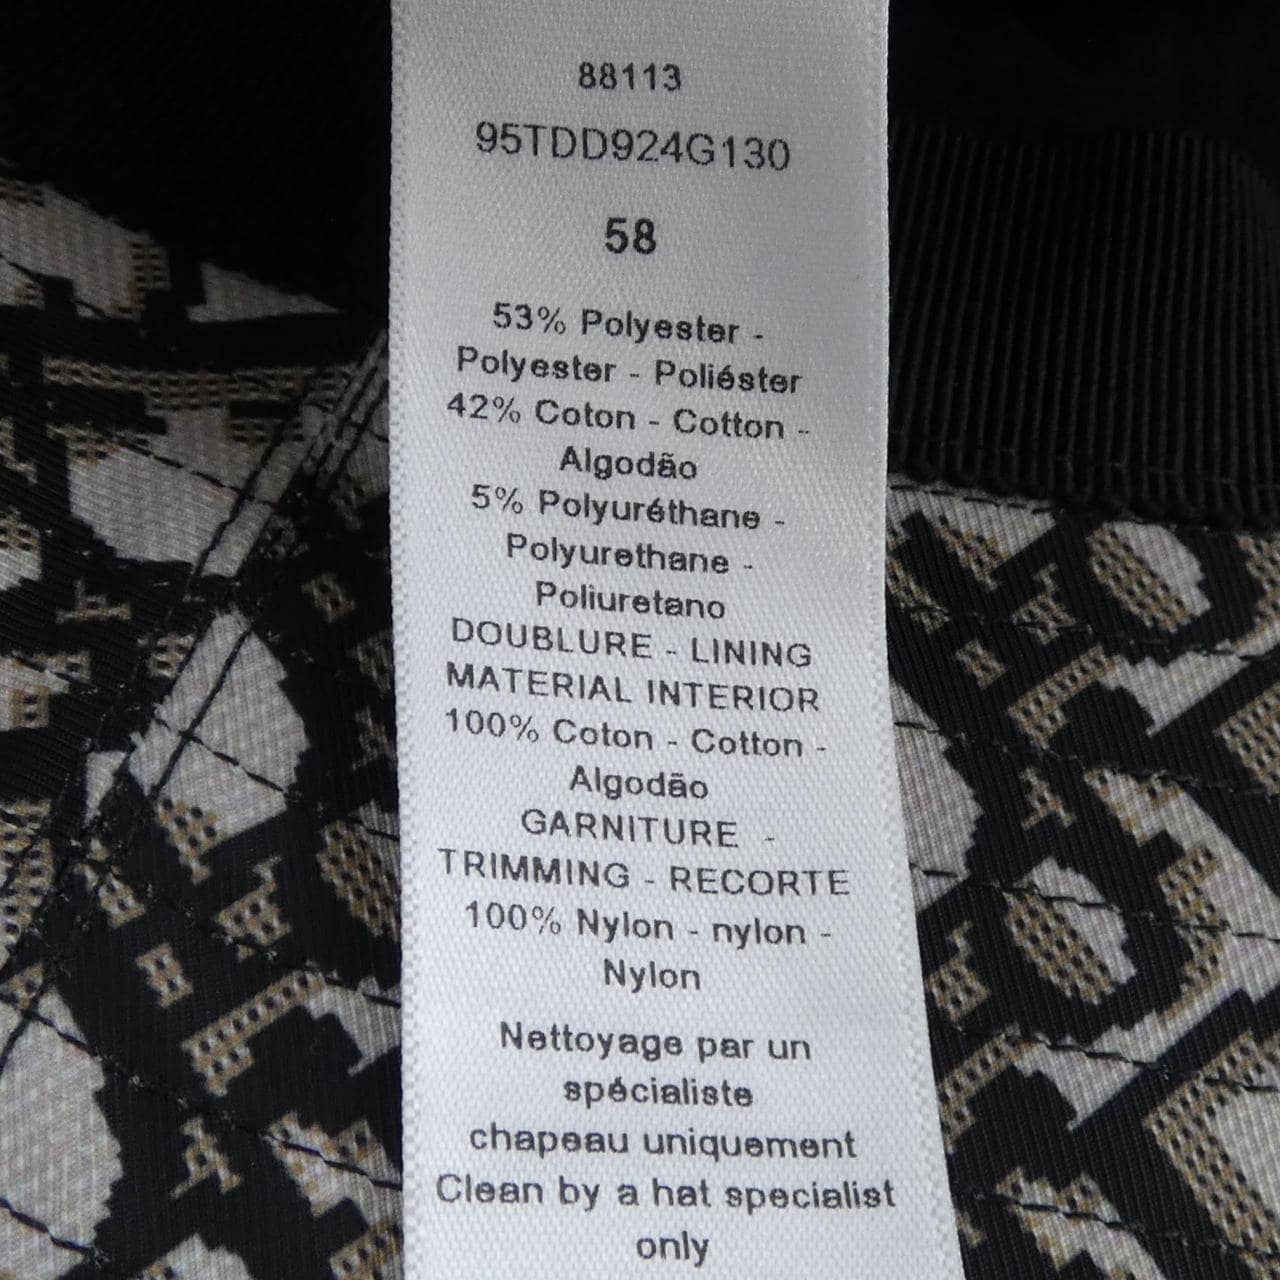 88113
95TDD924G130
58
53% Polyester -
Polyester - Poliéster
42% Coton - Cotton -
Algodão
5% Polyuréthane -
Polyurethane -
Poliuretano
DOUBLURE - LINING
MATERIAL INTERIOR
100% Coton - Cotton -
Algodão
GARNITURE -
TRIMMING - RECORTE
100% Nylon - nylon -
Nylon
Nettoyage par un
spécialiste
chapeau uniquement
Clean by a hat specialist
only